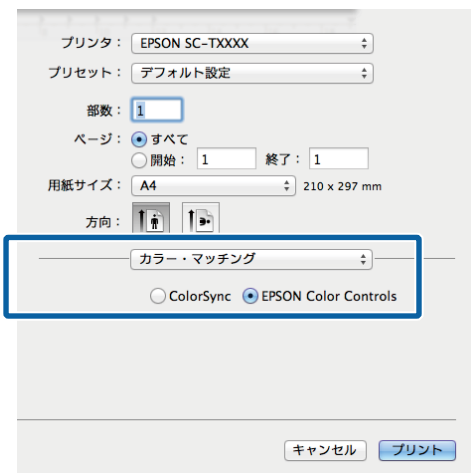 プリンタ： EPSON SC-TXXXX
プリセット： デフォルト設定
部数： 1
ページ： すべて
開始： 1 終了： 1
用紙サイズ： A4 210 x 297 mm
方向：
カラー・マッチング
ColorSync EPSON Color Controls
キャンセル プリント